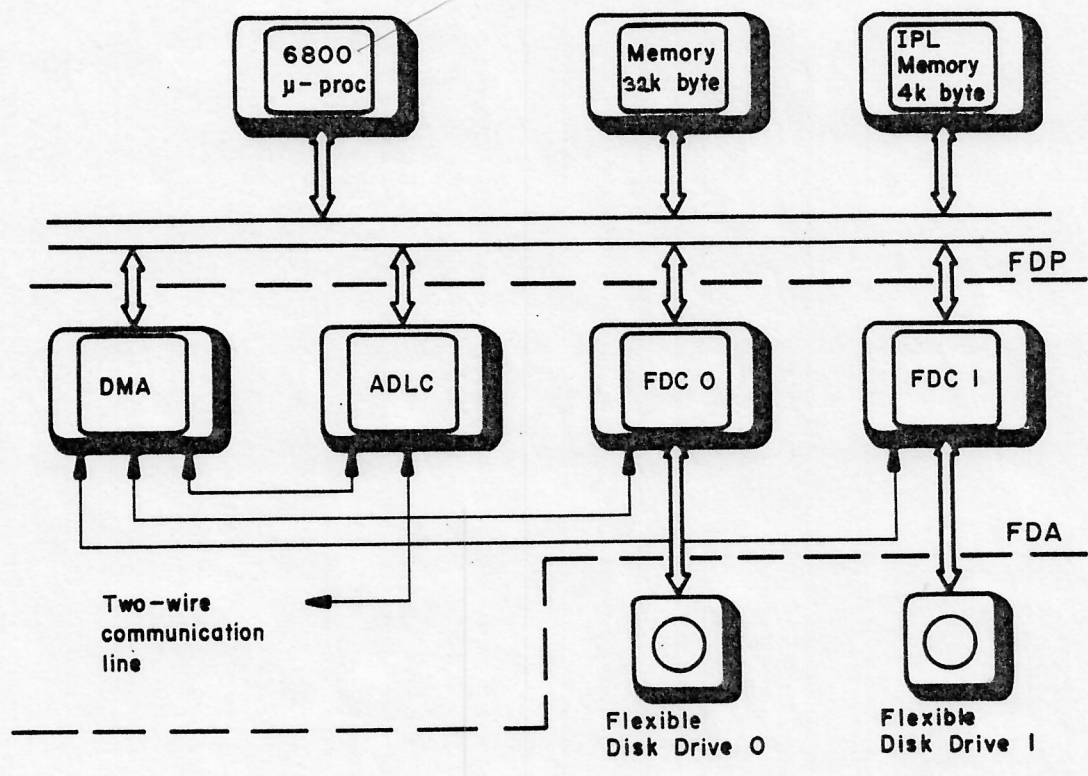 6800
μ-proc
Memory
32k byte
IPL
Memory
4k byte
FDP
DMA
ADLC
FDC 0
FDC 1
FDA
Two-wire
communication
line
Flexible
Disk Drive 0
Flexible
Disk Drive 1